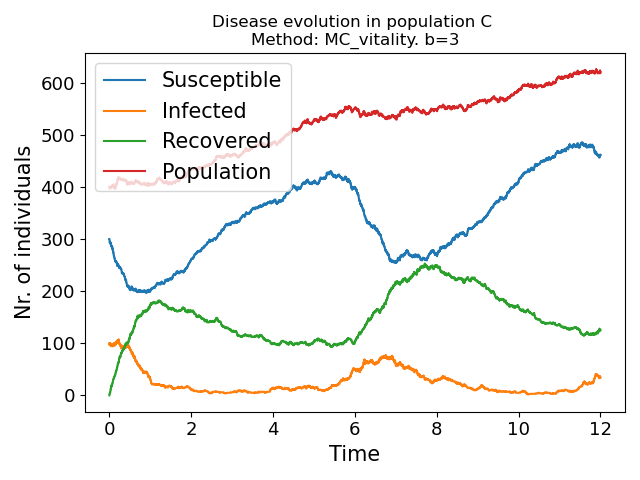 Disease evolution in population C
Method: MC_vitality. b=3
Susceptible
Infected
Recovered
Population
Nr. of individuals
600
500
400
300
200
100
0
0 2 4 6 8 10 12
Time